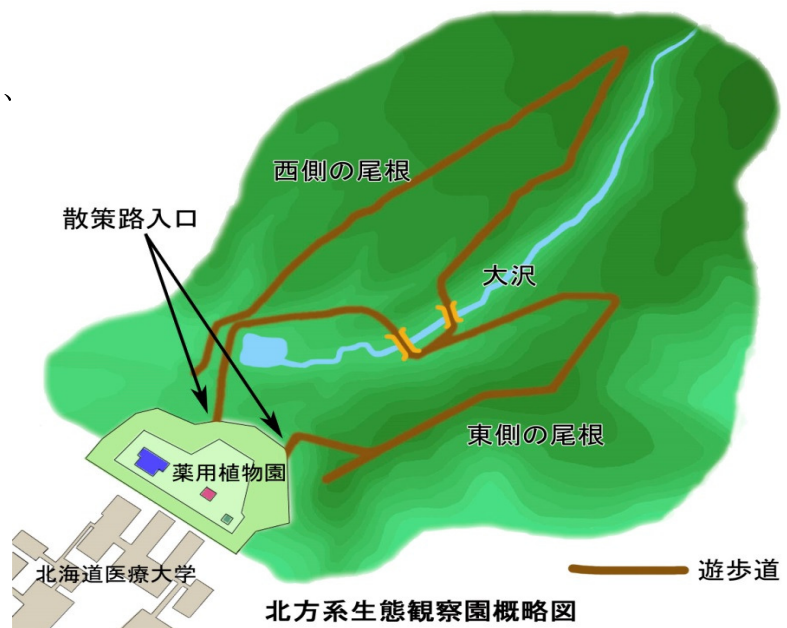 、
西側の尾根
散策路入口
大沢
東側の尾根
薬用植物園
北海道医療大学
遊歩道
北方系生態観察園概略図